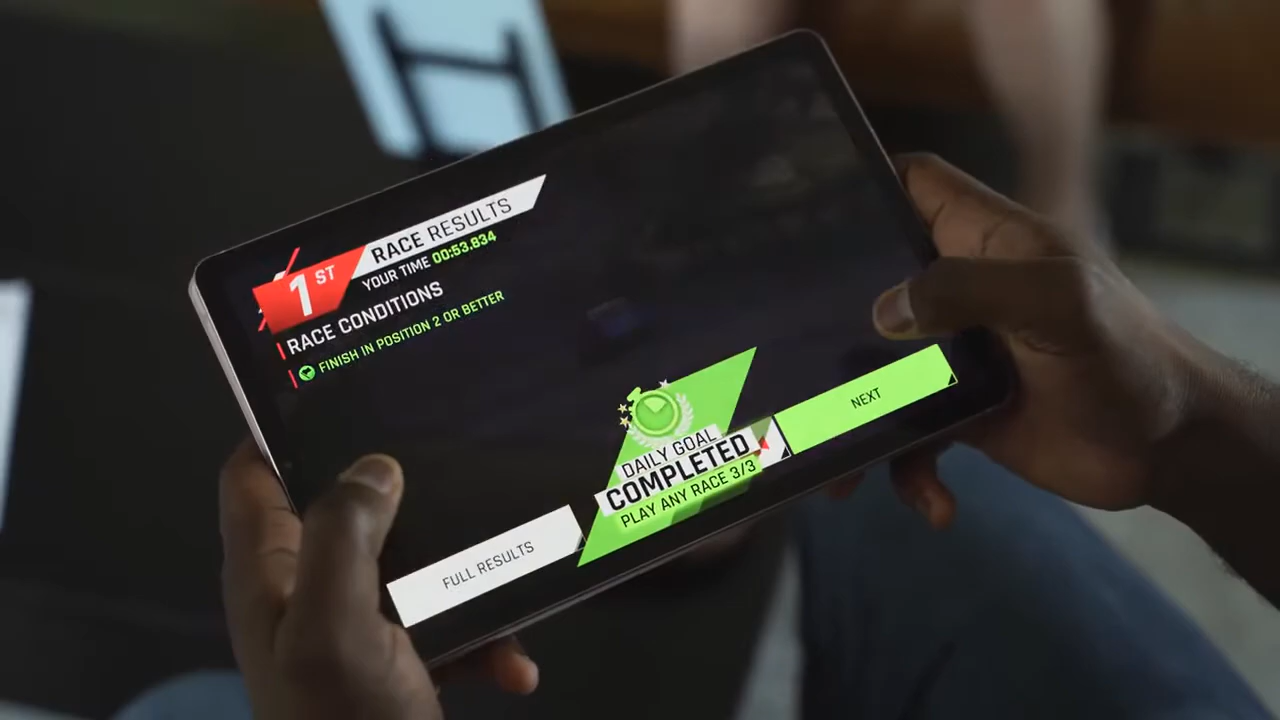 1ST
RACE RESULTS
YOUR TIME 00:53.834
RACE CONDITIONS
FINISH IN POSITION 2 OR BETTER
DAILY GOAL
COMPLETED
PLAY ANY RACE 3/3
NEXT
FULL RESULTS